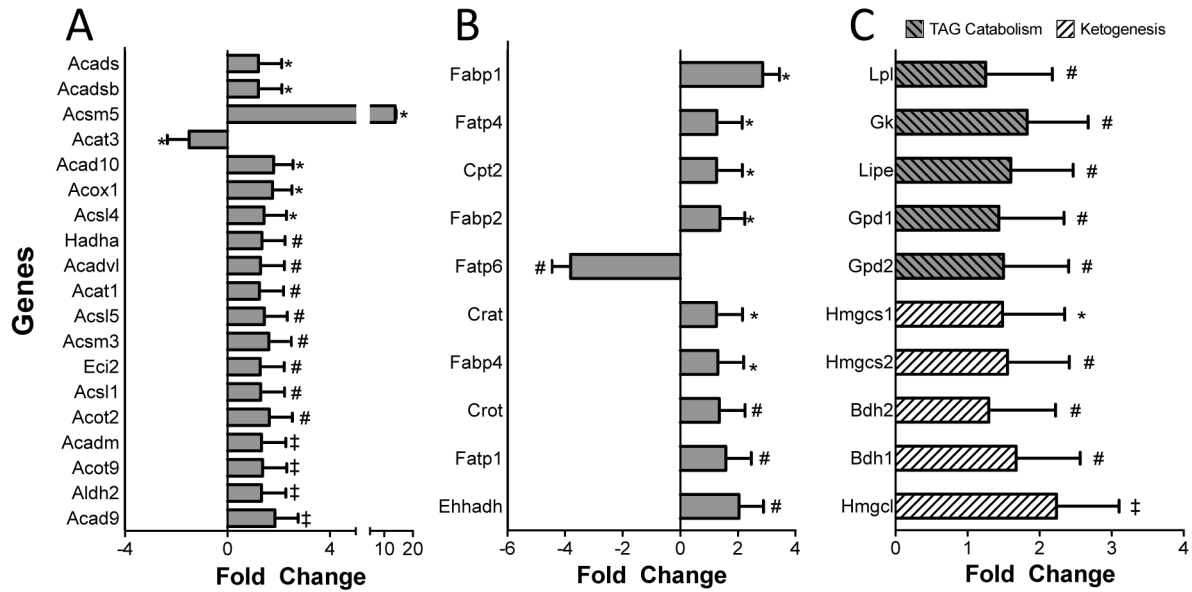 A
Genes
Acads *
Acadsb *
Acsm5 *
* Acat3
Acad10 *
Acox1 *
Acsl4 *
Hadha #
Acadvl #
Acat1 #
Acsl5 #
Acsm3 #
Eci2 #
Acsl1 #
Acot2 #
Acadm ‡
Acot9 ‡
Aldh2 ‡
Acad9 ‡
-4 0 4 10 20
Fold Change
B
Fabp1 *
Fatp4 *
Cpt2 *
Fabp2 *
Fatp6 #
Crat *
Fabp4 *
Crot #
Fatp1 #
Ehhadh #
-6 -4 -2 0 2 4
Fold Change
C
TAG Catabolism Ketogenesis
Lpl #
Gk #
Lipe #
Gpd1 #
Gpd2 #
Hmgcs1 *
Hmgcs2 #
Bdh2 #
Bdh1 #
Hmgcl ‡
0 1 2 3 4
Fold Change